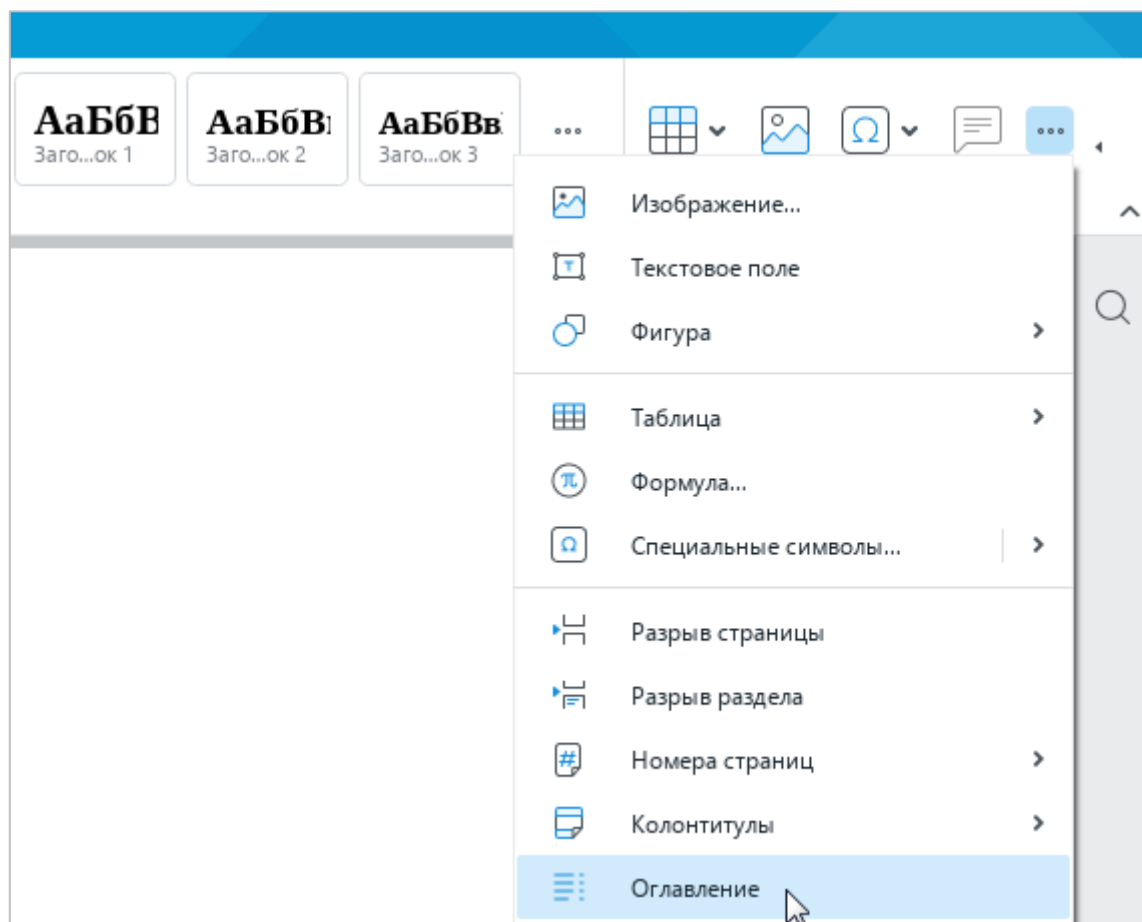 АаБбВ АаБбВ АаБбВв
Заго...ок 1 Заго...ок 2 Заго...ок 3
Изображение...
Текстовое поле
Фигура
Таблица
Формула...
Специальные символы...
Разрыв страницы
Разрыв раздела
Номера страниц
Колонтитулы
Оглавление